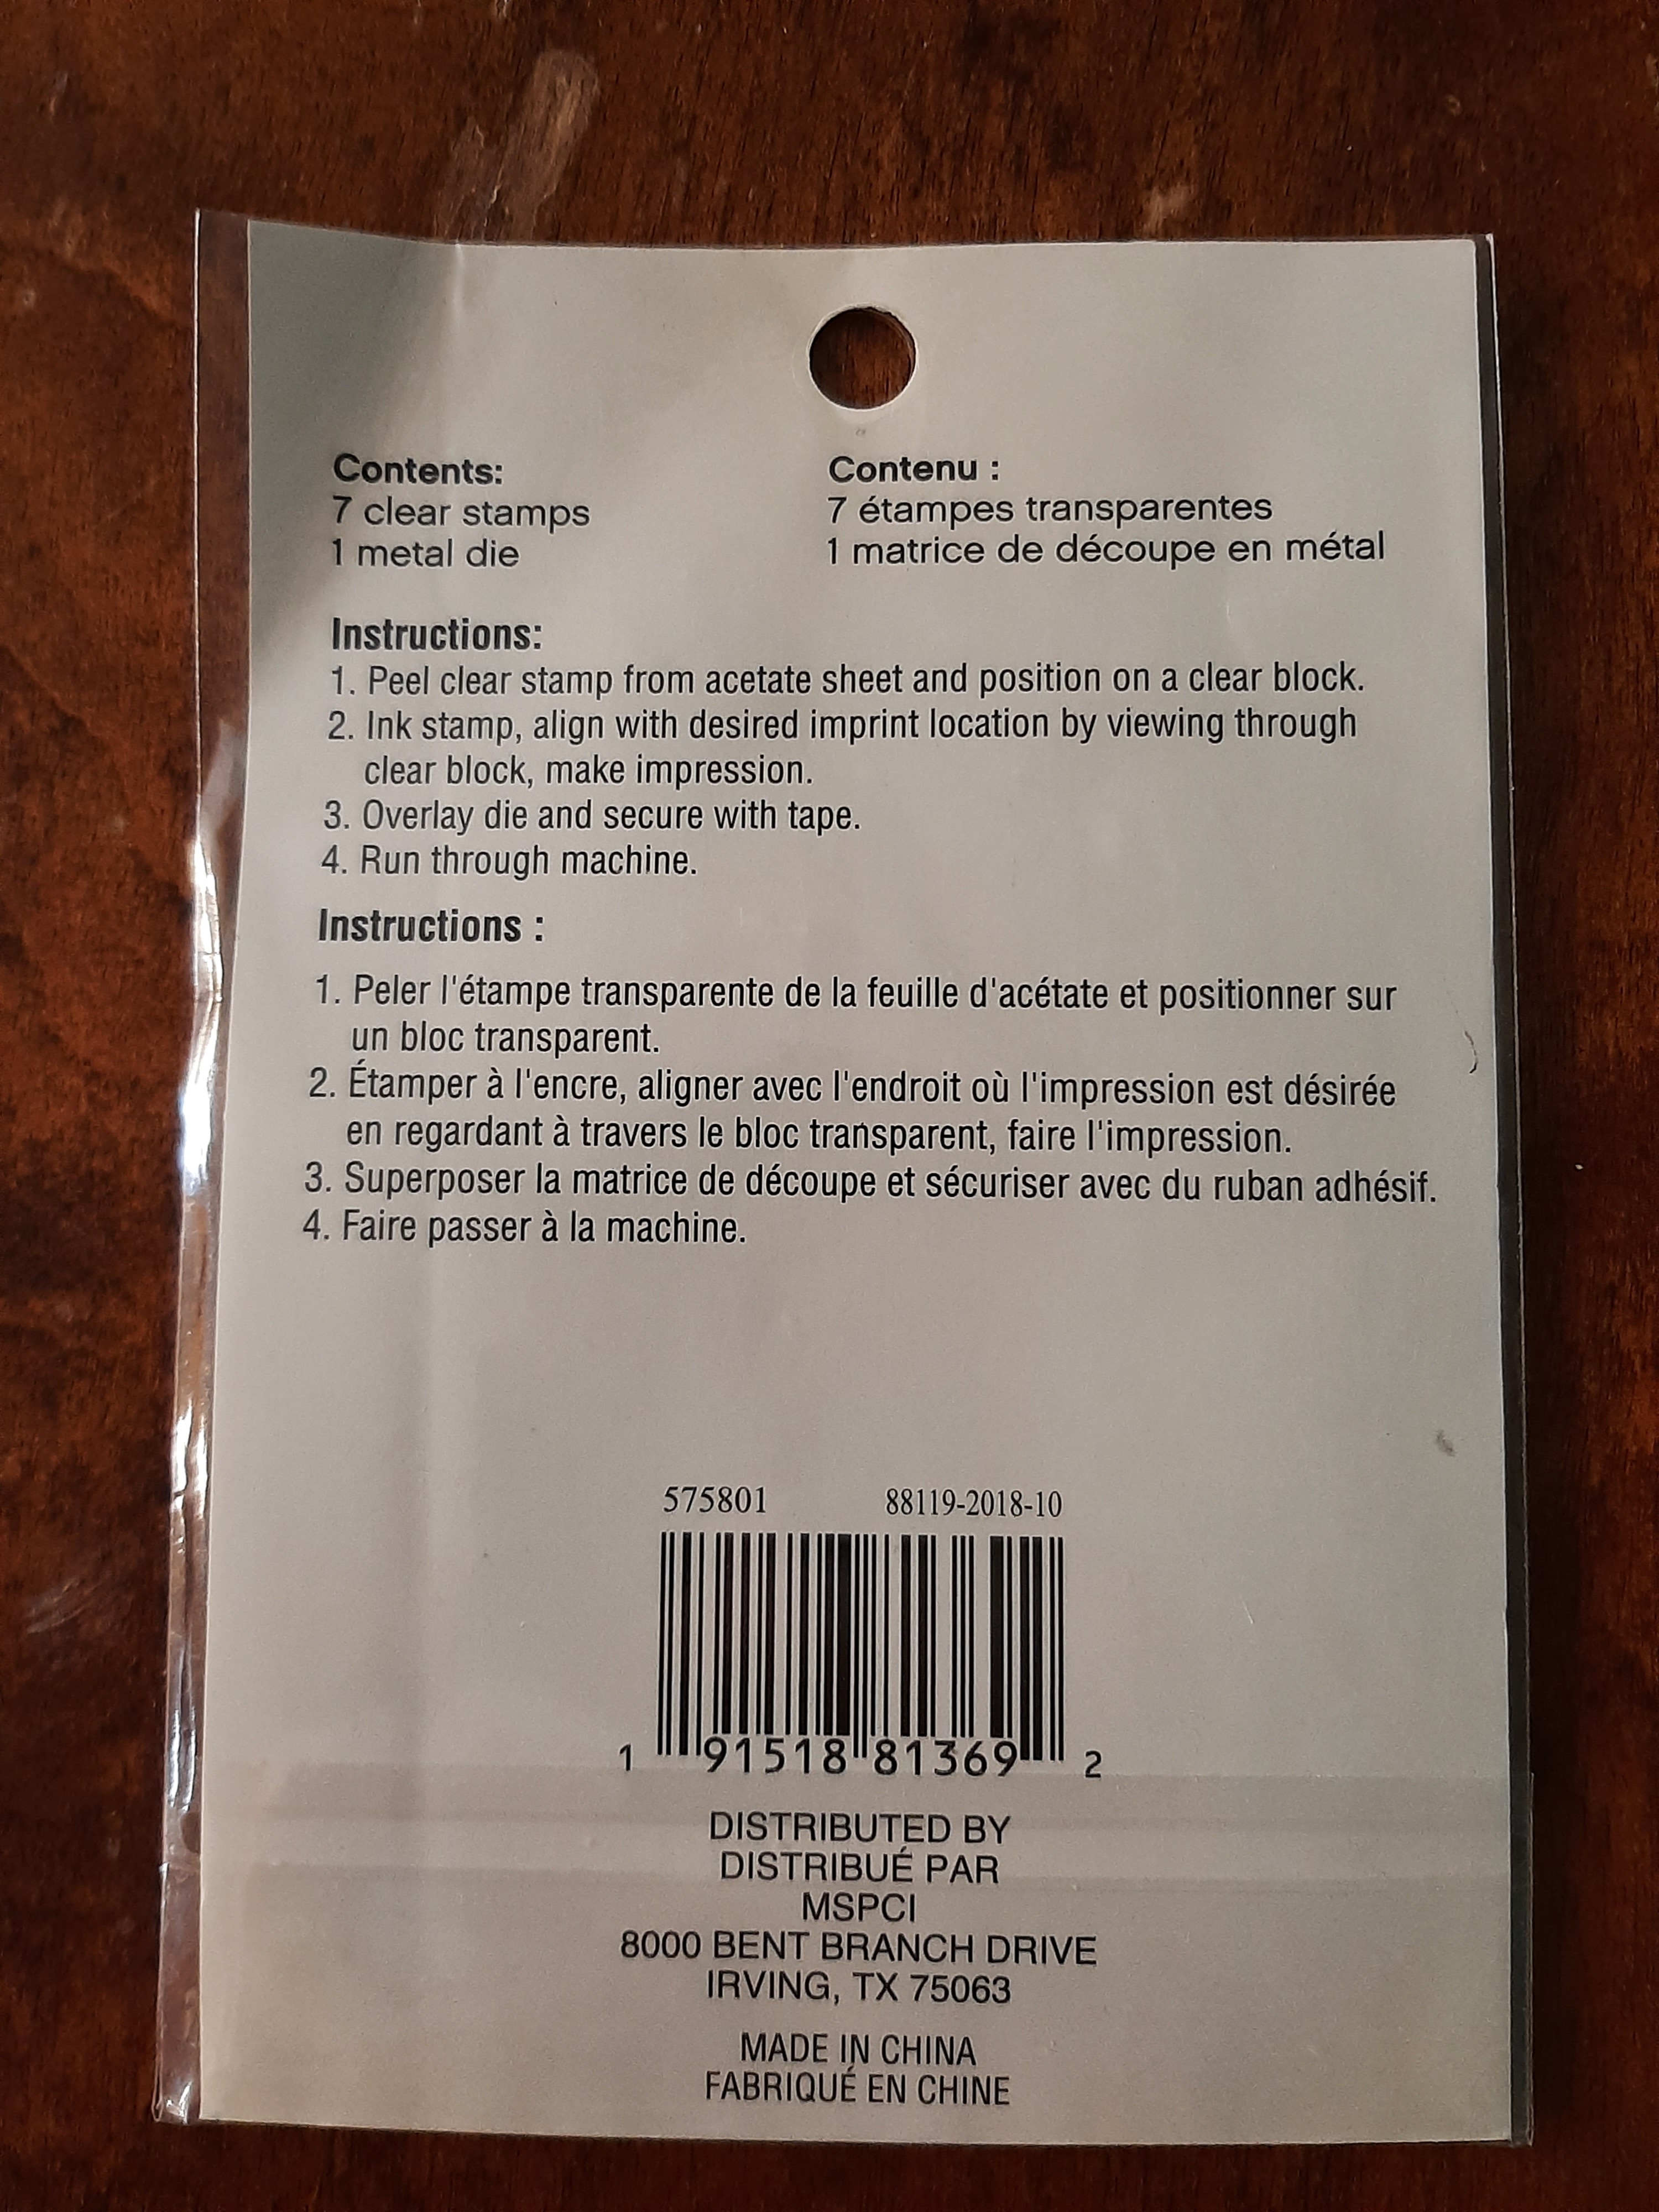 Contents:
7 clear stamps
1 metal die
Contenu :
7 étampes transparentes
1 matrice de découpe en métal
Instructions:
1. Peel clear stamp from acetate sheet and position on a clear block.
2. Ink stamp, align with desired imprint location by viewing through
clear block, make impression.
3. Overlay die and secure with tape.
4. Run through machine.
Instructions :
1. Peler l'étampe transparente de la feuille d'acétate et positionner sur
un bloc transparent.
2. Étamper à l'encre, aligner avec l'endroit où l'impression est désirée
en regardant à travers le bloc transparent, faire l'impression.
3. Superposer la matrice de découpe et sécuriser avec du ruban adhésif.
4. Faire passer à la machine.
575801 88119-2018-10
1 91518 81369 2
DISTRIBUTED BY
DISTRIBUÉ PAR
MSPCI
8000 BENT BRANCH DRIVE
IRVING, TX 75063
MADE IN CHINA
FABRIQUÉ EN CHINE